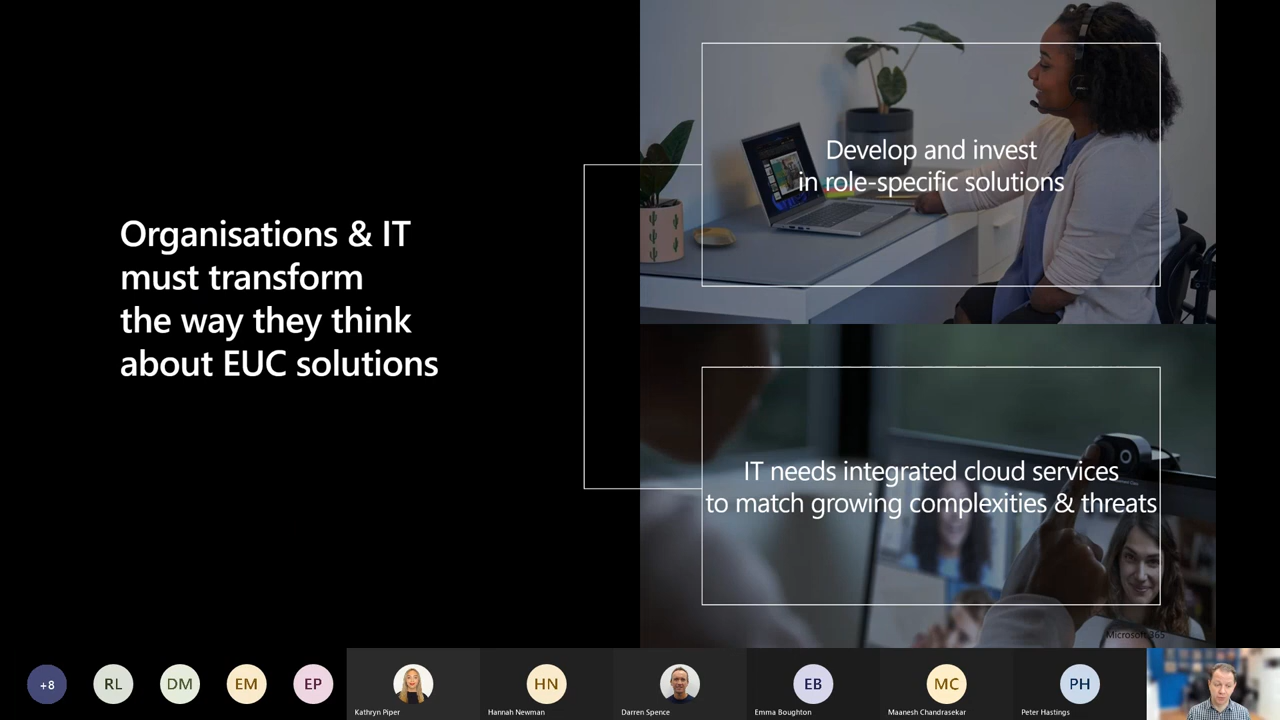 Organisations & IT
must transform
the way they think
about EUC solutions
Develop and invest
in role-specific solutions
IT needs integrated cloud services
to match growing complexities & threats
Microsoft 365
+8
RL
DM
EM
EP
Kathryn Piper
HN
Hannah Newman
Darren Spence
EB
Emma Boughton
MC
Maanesh Chandrasekar
PH
Peter Hastings